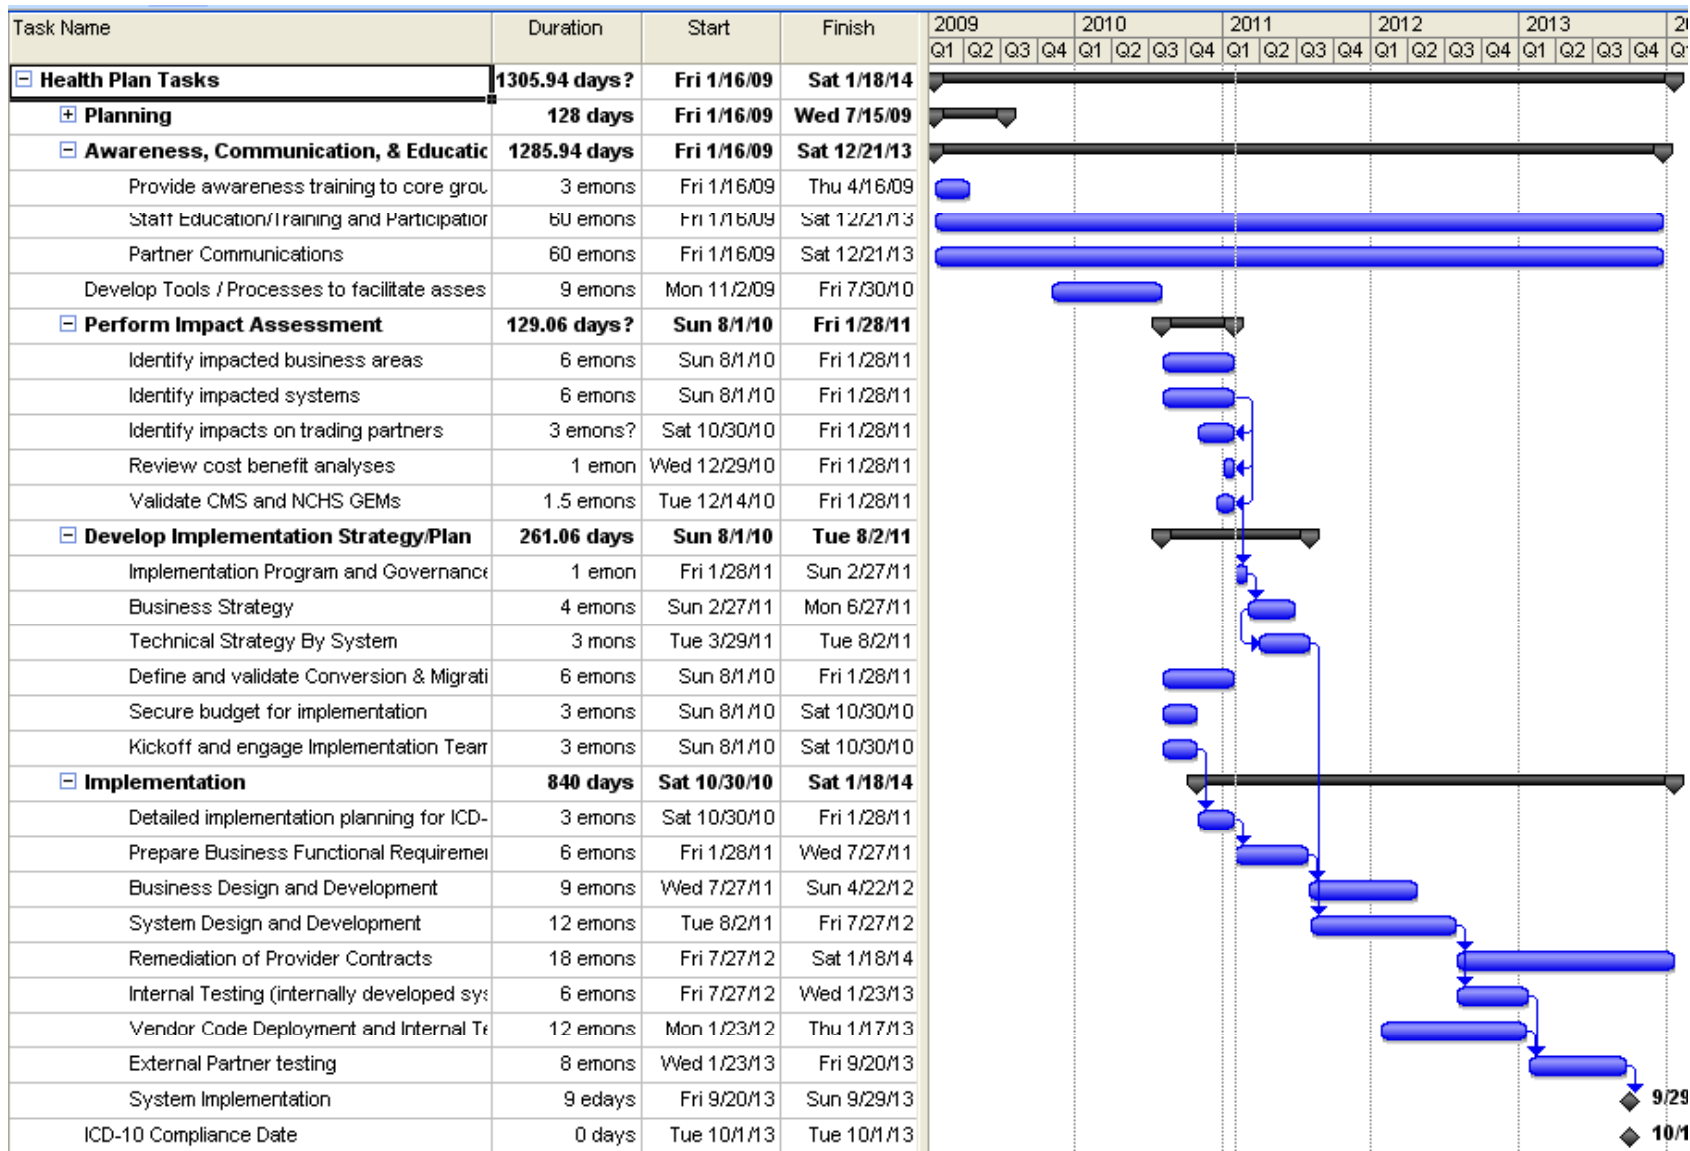 Task Name Duration Start Finish 2009 2010 2011 2012 2013 2
Q1 Q2 Q3 Q4 Q1 Q2 Q3 Q4 Q1 Q2 Q3 Q4 Q1 Q2 Q3 Q4 Q1 Q2 Q3 Q4 Q1
Health Plan Tasks 1305.94 days? Fri 1/16/09 Sat 1/18/14
Planning 128 days Fri 1/16/09 Wed 7/15/09
Awareness, Communication, & Educatic 1285.94 days Fri 1/16/09 Sat 12/21/13
Provide awareness training to core grou 3 emons Fri 1/16/09 Thu 4/16/09
Staff Education/Training and Participation 60 emons Fri 1/16/09 Sat 12/21/13
Partner Communications 60 emons Fri 1/16/09 Sat 12/21/13
Develop Tools / Processes to facilitate asses 9 emons Mon 11/2/09 Fri 7/30/10
Perform Impact Assessment 129.06 days? Sun 8/1/10 Fri 1/28/11
Identify impacted business areas 6 emons Sun 8/1/10 Fri 1/28/11
Identify impacted systems 6 emons Sun 8/1/10 Fri 1/28/11
Identify impacts on trading partners 3 emons? Sat 10/30/10 Fri 1/28/11
Review cost benefit analyses 1 emon Wed 12/29/10 Fri 1/28/11
Validate CMS and NCHS GEMs 1.5 emons Tue 12/14/10 Fri 1/28/11
Develop Implementation Strategy/Plan 261.06 days Sun 8/1/10 Tue 8/2/11
Implementation Program and Governance 1 emon Fri 1/28/11 Sun 2/27/11
Business Strategy 4 emons Sun 2/27/11 Mon 6/27/11
Technical Strategy By System 3 mons Tue 3/29/11 Tue 8/2/11
Define and validate Conversion & Migrati 6 emons Sun 8/1/10 Fri 1/28/11
Secure budget for implementation 3 emons Sun 8/1/10 Sat 10/30/10
Kickoff and engage Implementation Team 3 emons Sun 8/1/10 Sat 10/30/10
Implementation 840 days Sat 10/30/10 Sat 1/18/14
Detailed implementation planning for ICD- 3 emons Sat 10/30/10 Fri 1/28/11
Prepare Business Functional Requiremen 6 emons Fri 1/28/11 Wed 7/27/11
Business Design and Development 9 emons Wed 7/27/11 Sun 4/22/12
System Design and Development 12 emons Tue 8/2/11 Fri 7/27/12
Remediation of Provider Contracts 18 emons Fri 7/27/12 Sat 1/18/14
Internal Testing (internally developed sys 6 emons Fri 7/27/12 Wed 1/23/13
Vendor Code Deployment and Internal Te 12 emons Mon 1/23/12 Thu 1/17/13
External Partner testing 8 emons Wed 1/23/13 Fri 9/20/13
System Implementation 9 edays Fri 9/20/13 Sun 9/29/13 9/29
ICD-10 Compliance Date 0 days Tue 10/1/13 Tue 10/1/13 10/1